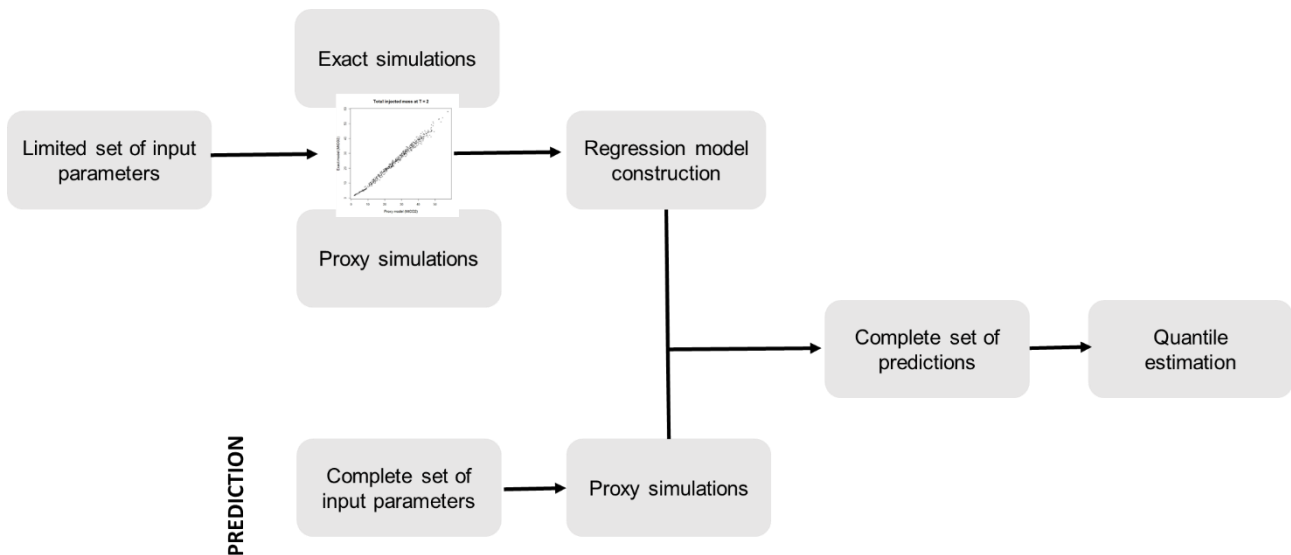 Exact simulations
Total injected mass at T = 2
Limited set of input
parameters
Regression model
construction
Proxy simulations
Complete set of
predictions
Quantile
estimation
PREDICTION
Complete set of
input parameters
Proxy simulations